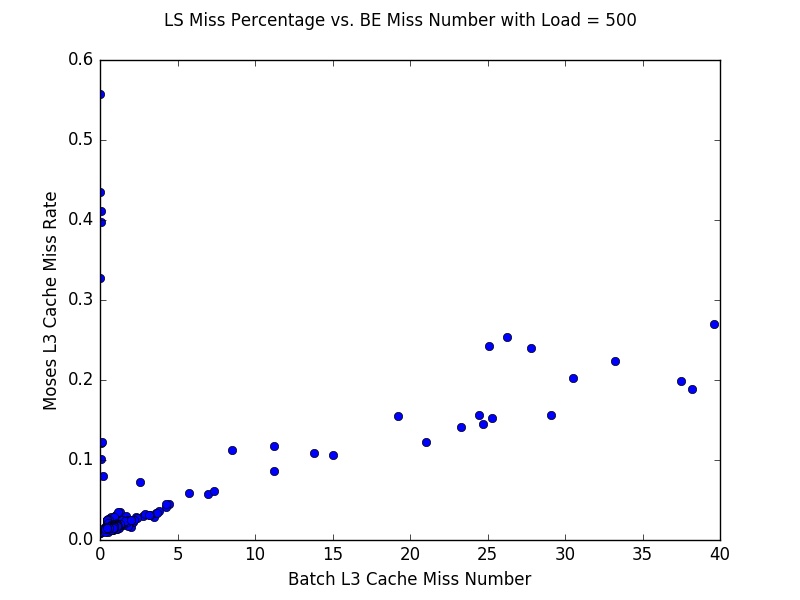 LS Miss Percentage vs. BE Miss Number with Load = 500
0.6
0.5
0.4
0.3
0.2
0.1
0.0
Moses L3 Cache Miss Rate
0 5 10 15 20 25 30 35 40
Batch L3 Cache Miss Number